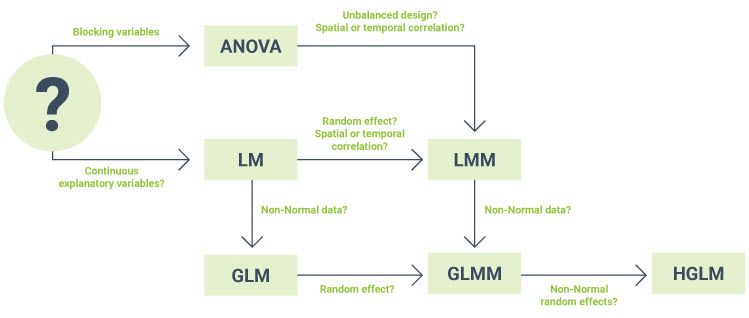 Unbalanced design?
Spatial or temporal correlation?
Blocking variables
ANOVA
?
Random effect?
Spatial or temporal
correlation?
LM
LMM
Continuous
explanatory variables?
Non-Normal data?
Non-Normal data?
GLM
GLMM
HGLM
Random effect?
Non-Normal
random effects?